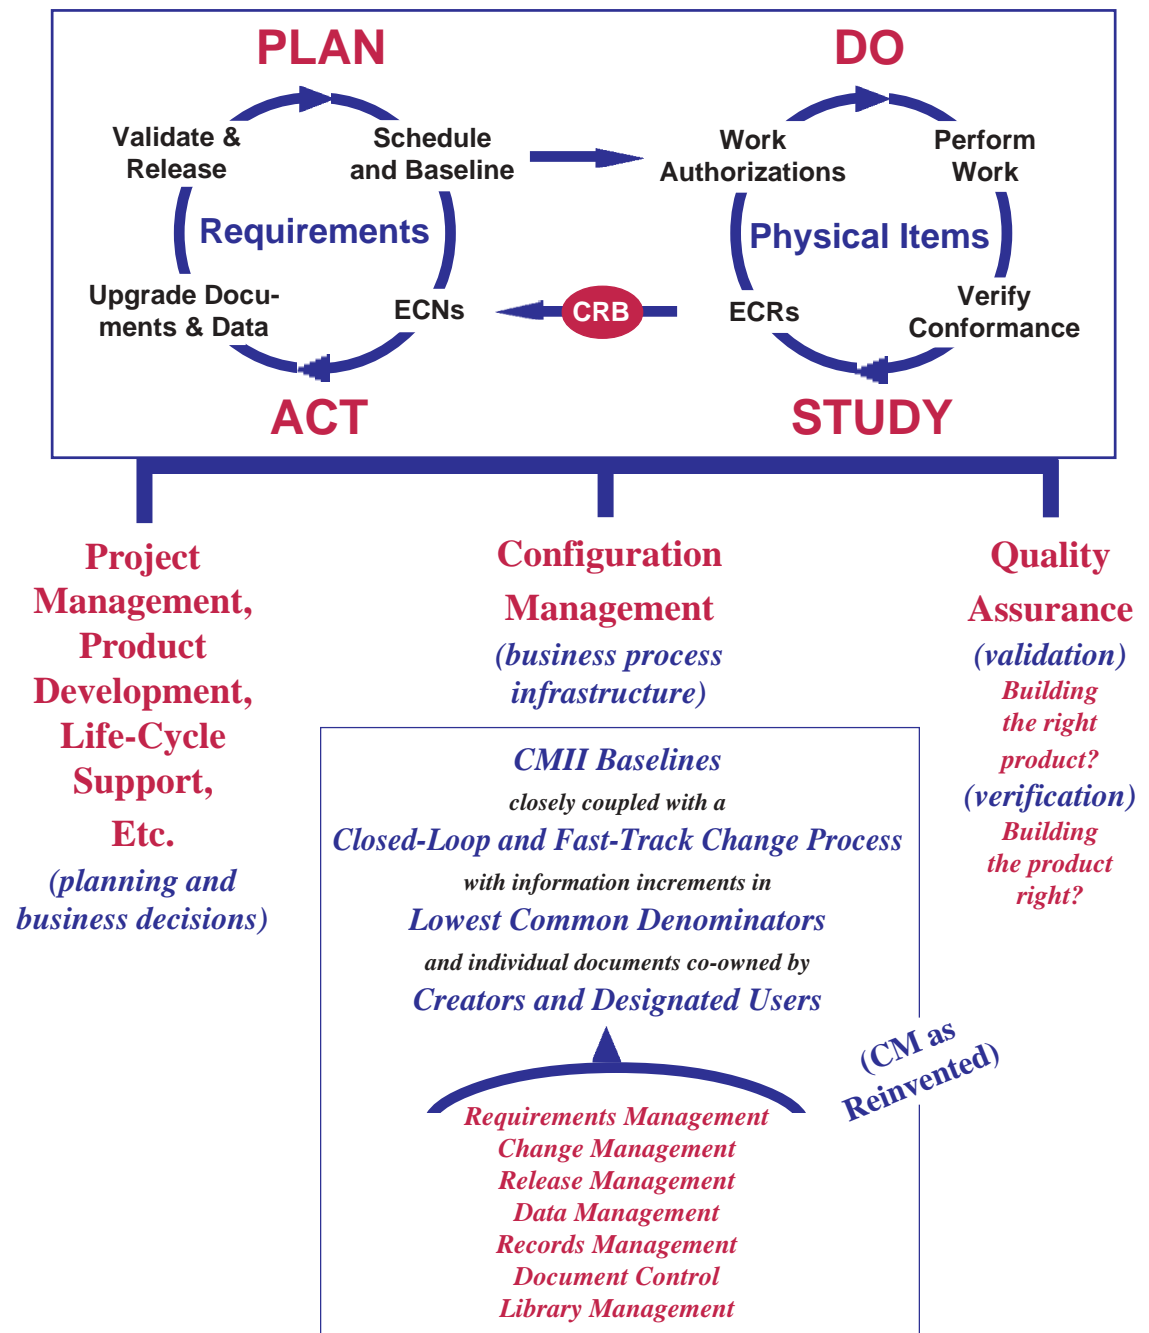 PLAN
DO
Validate &
Release
Schedule
and Baseline
Work
Authorizations
Perform
Work
Requirements
Physical Items
Upgrade Docu-
ments & Data
ECNs
CRB
ECRs
Verify
Conformance
ACT
STUDY
Project
Management,
Product
Development,
Life-Cycle
Support,
Etc.
(planning and
business decisions)
Configuration
Management
(business process
infrastructure)
Quality
Assurance
(validation)
Building
the right
product?
(verification)
Building
the product
right?
CMII Baselines
closely coupled with a
Closed-Loop and Fast-Track Change Process
with information increments in
Lowest Common Denominators
and individual documents co-owned by
Creators and Designated Users
(CM as
Reinvented)
Requirements Management
Change Management
Release Management
Data Management
Records Management
Document Control
Library Management